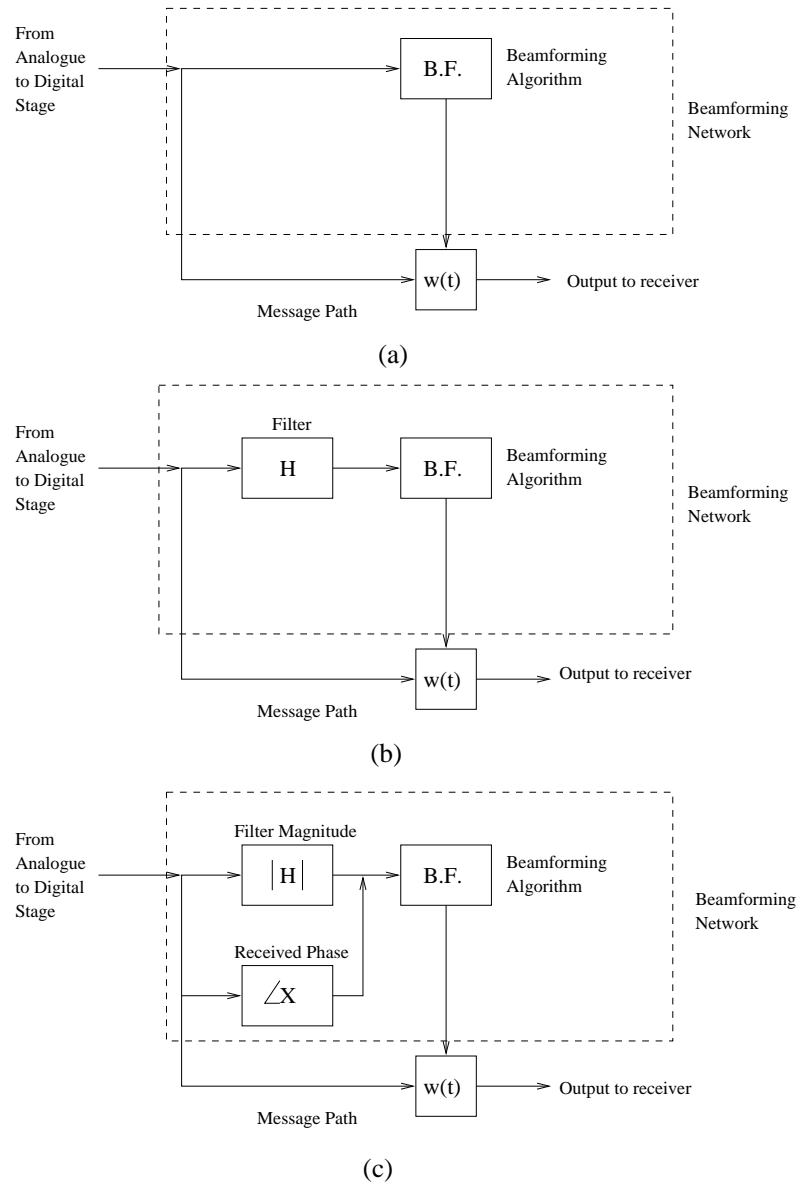 From
Analogue
to Digital
Stage
B.F.
Beamforming
Algorithm
Beamforming
Network
w(t)
Output to receiver
Message Path
(a)
From
Analogue
to Digital
Stage
Filter
H
B.F.
Beamforming
Algorithm
Beamforming
Network
w(t)
Output to receiver
Message Path
(b)
From
Analogue
to Digital
Stage
Filter Magnitude
|H|
B.F.
Beamforming
Algorithm
Beamforming
Network
Received Phase
∠X
w(t)
Output to receiver
Message Path
(c)